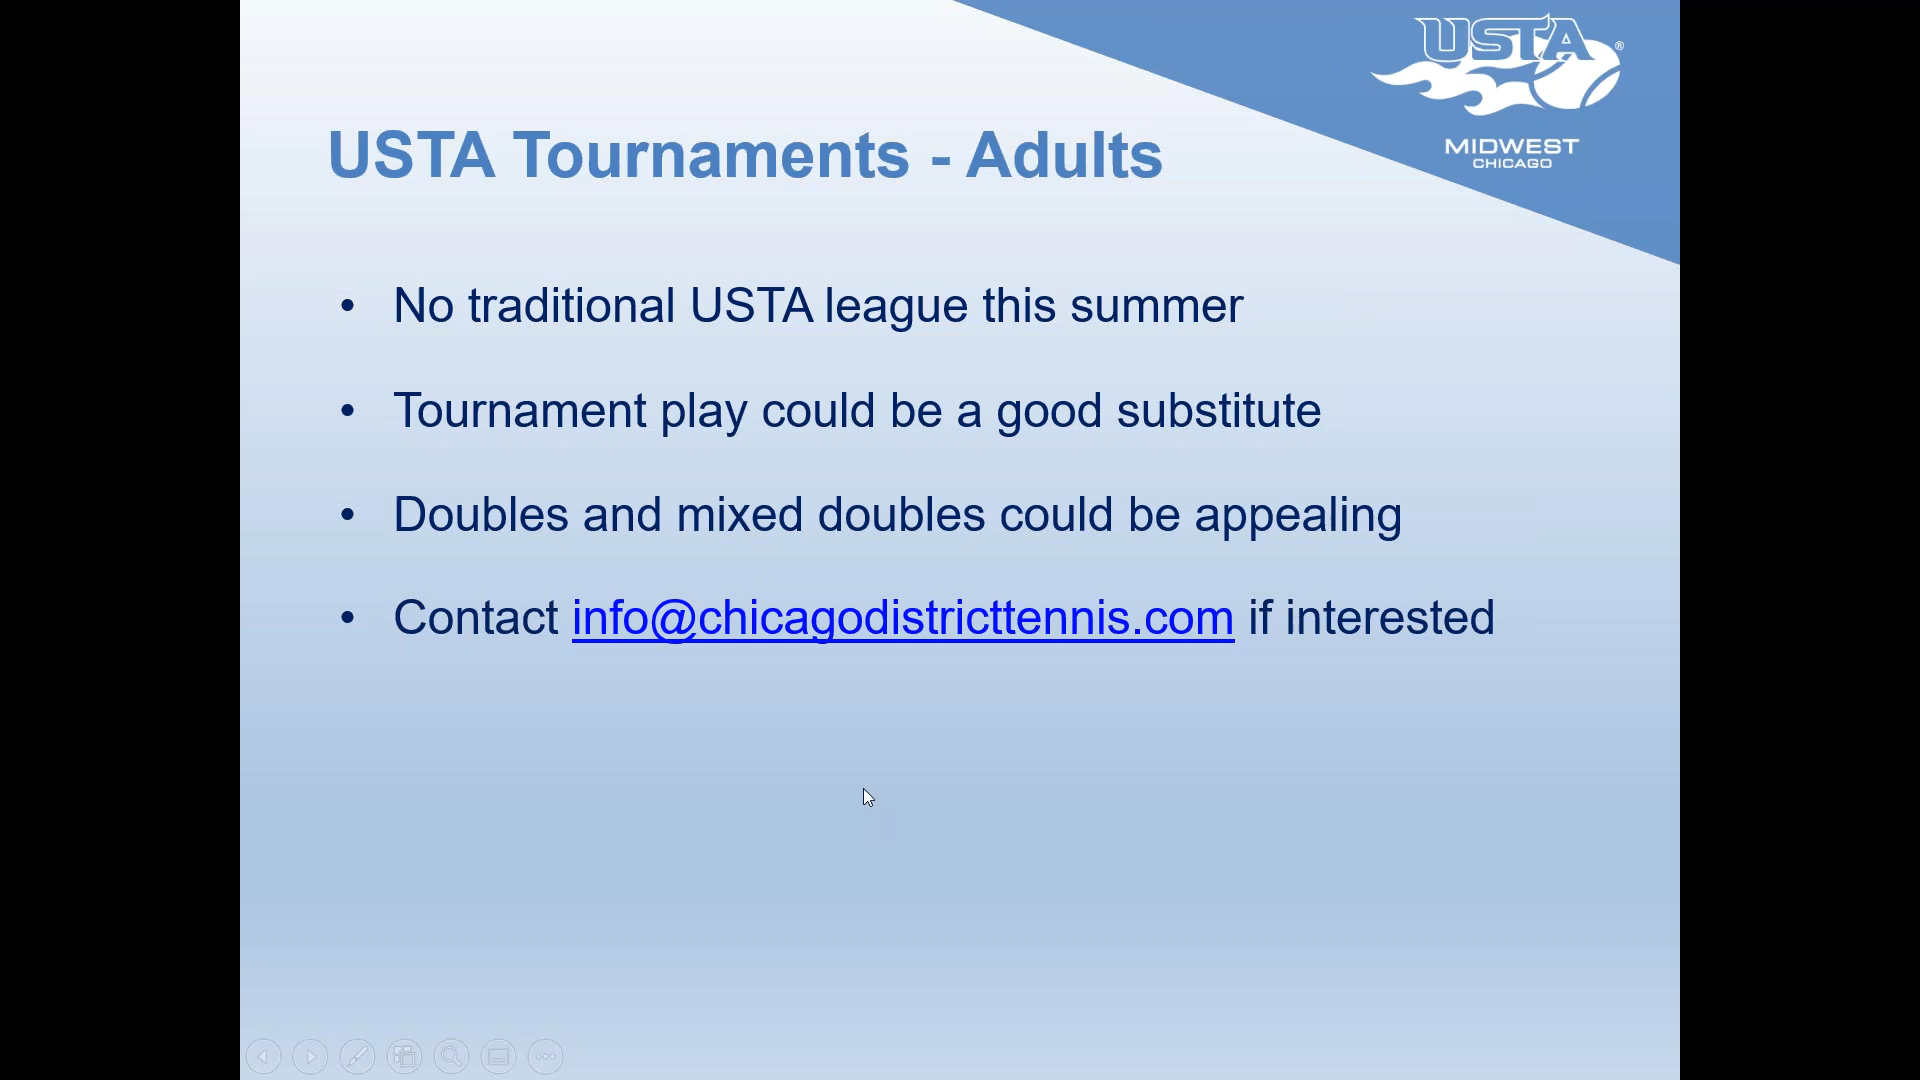 USTA®
MIDWEST
CHICAGO
USTA Tournaments - Adults
• No traditional USTA league this summer
• Tournament play could be a good substitute
• Doubles and mixed doubles could be appealing
• Contact info@chicagodistricttennis.com if interested